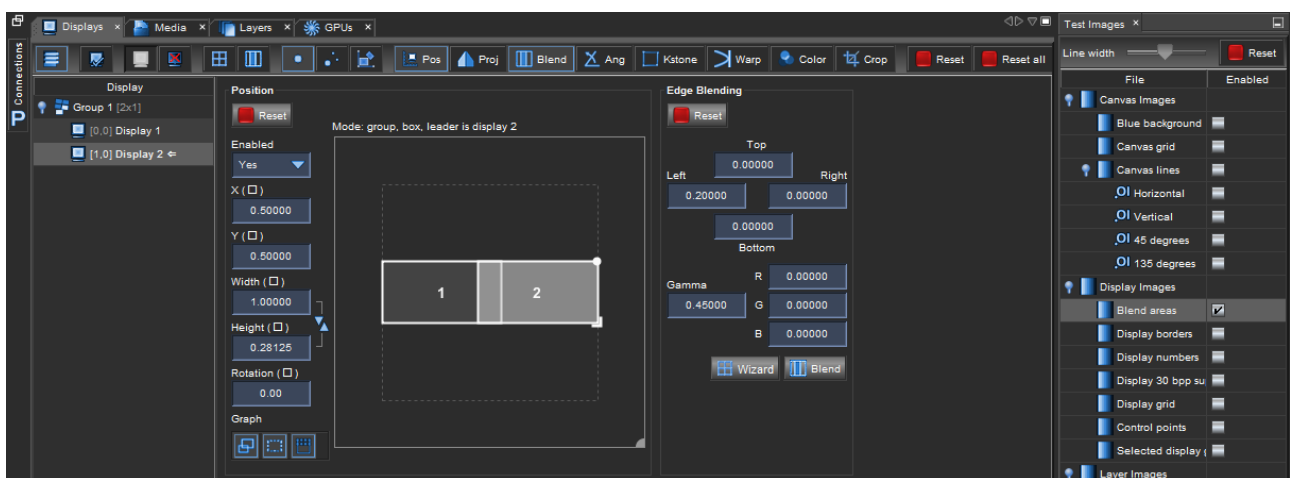 Displays × Media × Layers × GPUs ×
Connections
P
Pos Proj Blend Ang Kstone Warp Color Crop Reset Reset all
Display
Group 1 [2x1]
[0,0] Display 1
[1,0] Display 2 ⇐
Position
Reset
Mode: group, box, leader is display 2
Enabled
Yes
X (□)
0.50000
Y (□)
0.50000
Width (□)
1.00000
Height (□)
0.28125
Rotation (□)
0.00
Graph
1 2
Edge Blending
Reset
Top
0.00000
Left Right
0.20000 0.00000
0.00000
Bottom
Gamma
0.45000
R 0.00000
G 0.00000
B 0.00000
Wizard Blend
Test Images ×
Line width Reset
File Enabled
Canvas Images
Blue background
Canvas grid
Canvas lines
Horizontal
Vertical
45 degrees
135 degrees
Display Images
Blend areas
Display borders
Display numbers
Display 30 bpp su
Display grid
Control points
Selected display
Layer Images